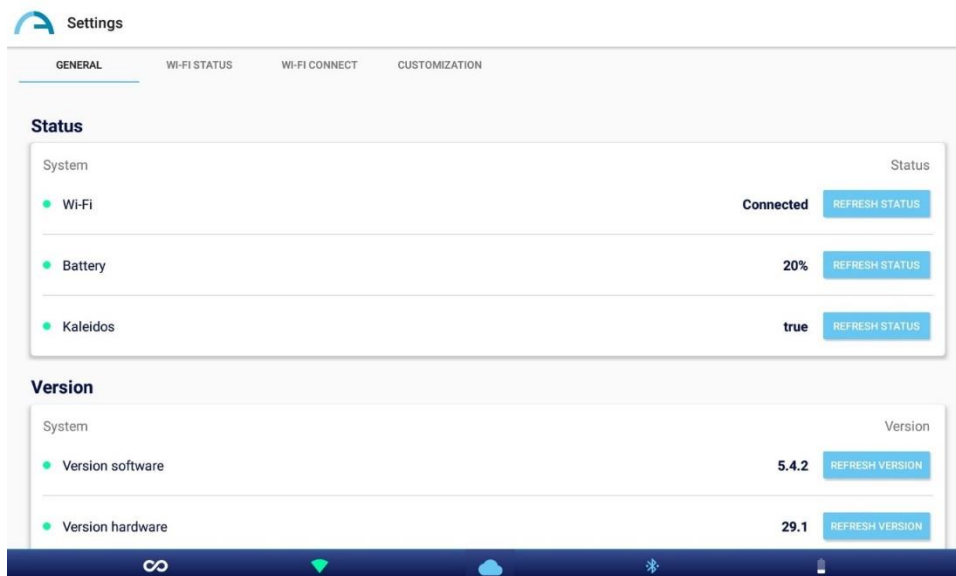 Settings
GENERAL WI-FI STATUS WI-FI CONNECT CUSTOMIZATION
Status
System Status
Wi-Fi Connected REFRESH STATUS
Battery 20% REFRESH STATUS
Kaleidos true REFRESH STATUS
Version
System Version
Version software 5.4.2 REFRESH VERSION
Version hardware 29.1 REFRESH VERSION